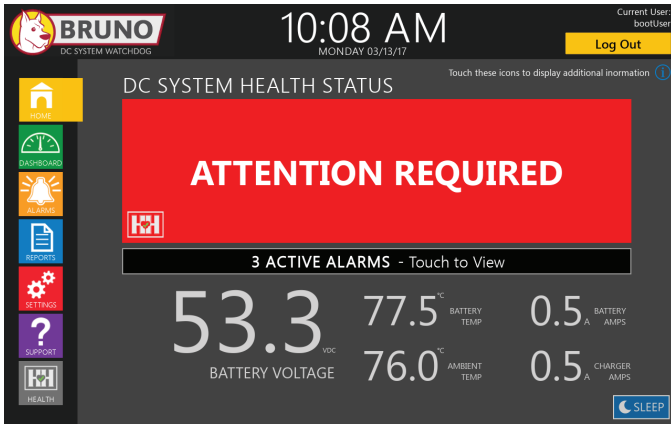 BRUNO
DC SYSTEM WATCHDOG
10:08 AM
MONDAY 03/13/17
Current User:
bootUser
Log Out
Touch these icons to display additional inormation i
DC SYSTEM HEALTH STATUS
HOME
DASHBOARD
ALARMS
REPORTS
SETTINGS
?
SUPPORT
HEALTH
ATTENTION REQUIRED
3 ACTIVE ALARMS - Touch to View
53.3 VDC
BATTERY VOLTAGE
77.5 °C BATTERY TEMP
0.5 A BATTERY AMPS
76.0 °C AMBIENT TEMP
0.5 A CHARGER AMPS
SLEEP